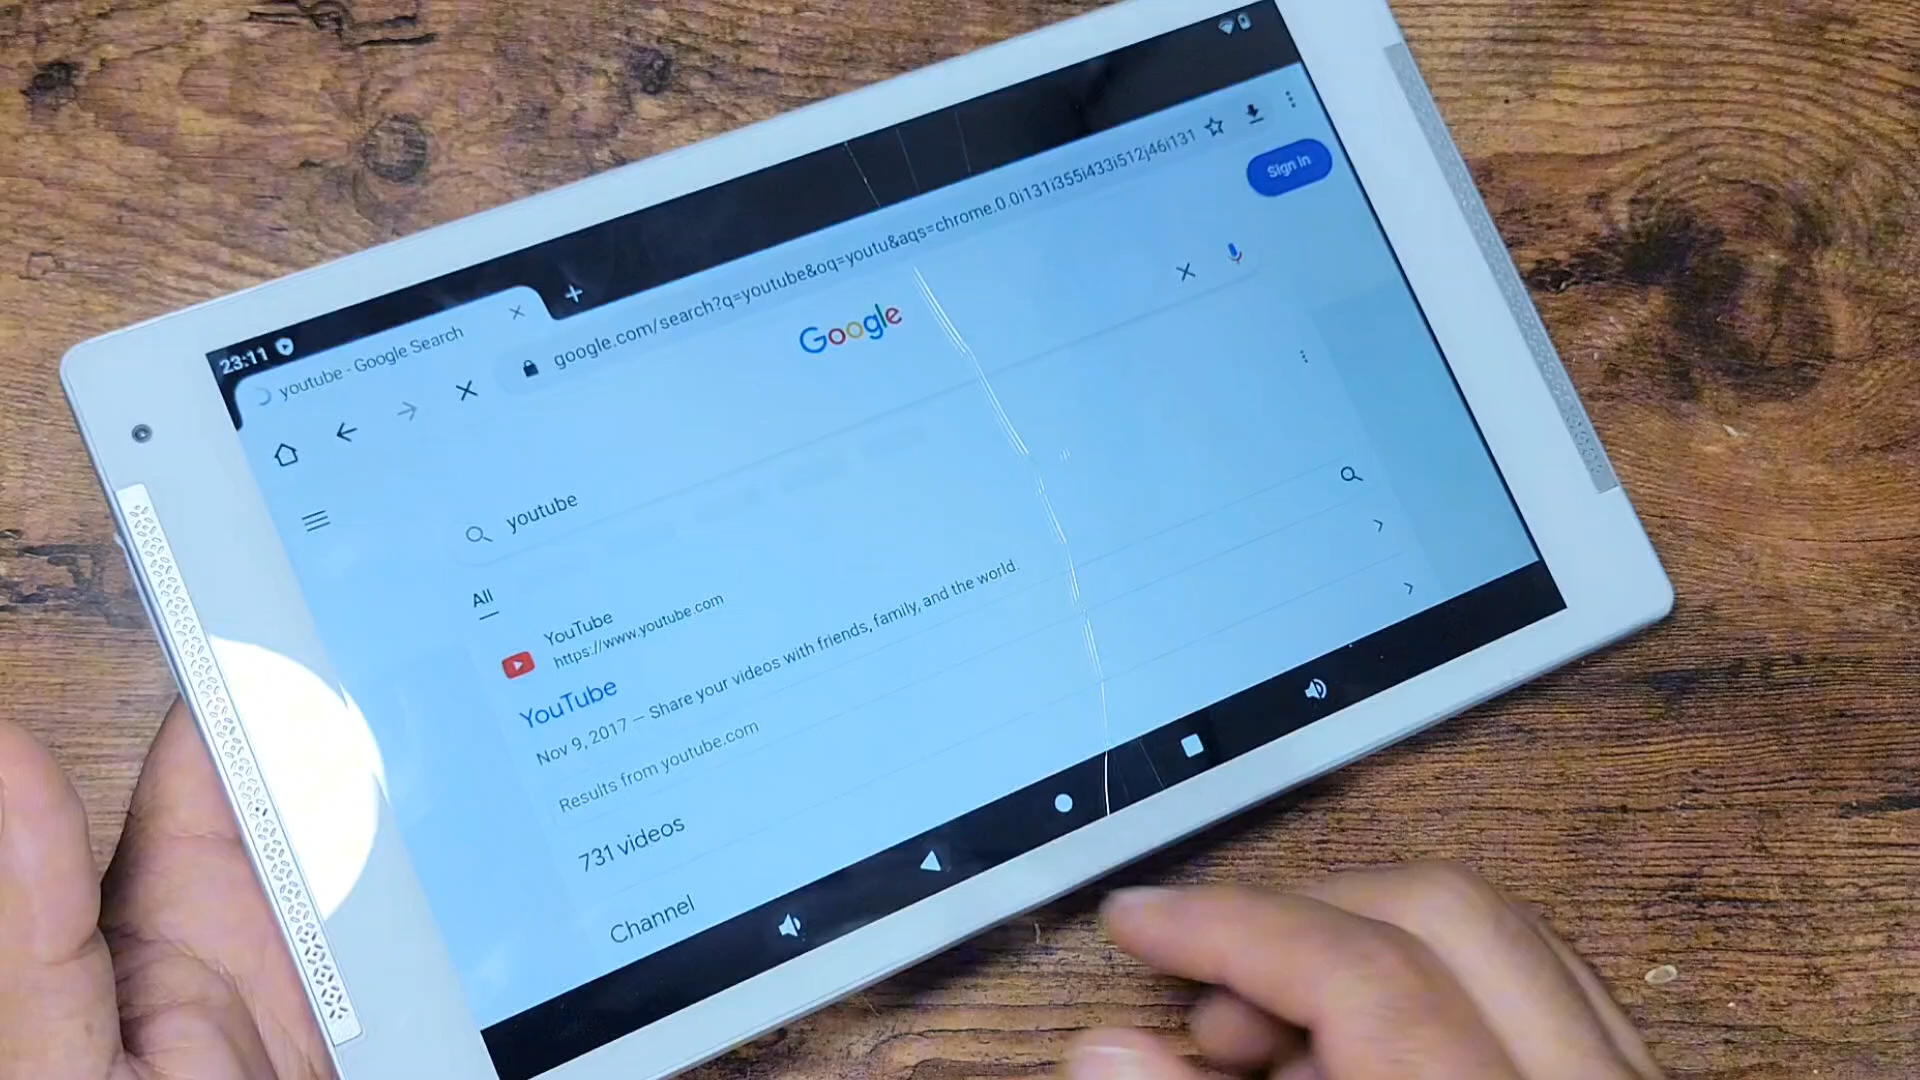 23:11
youtube - Google Search
google.com/search?q=youtube&oq=youtu&aqs=chrome.0.0i131i355i433i512j46i131
Sign in
Google
youtube
All
YouTube
https://www.youtube.com
YouTube
Nov 9, 2017 — Share your videos with friends, family, and the world.
Results from youtube.com
731 videos
Channel